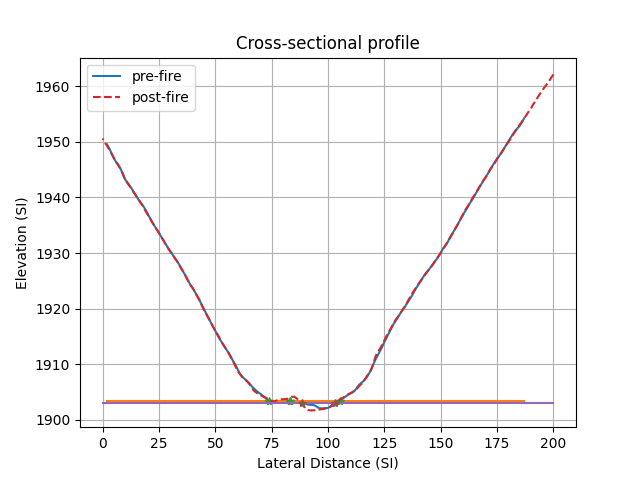 Cross-sectional profile
pre-fire
post-fire
Elevation (SI)
1960
1950
1940
1930
1920
1910
1900
0 25 50 75 100 125 150 175 200
Lateral Distance (SI)